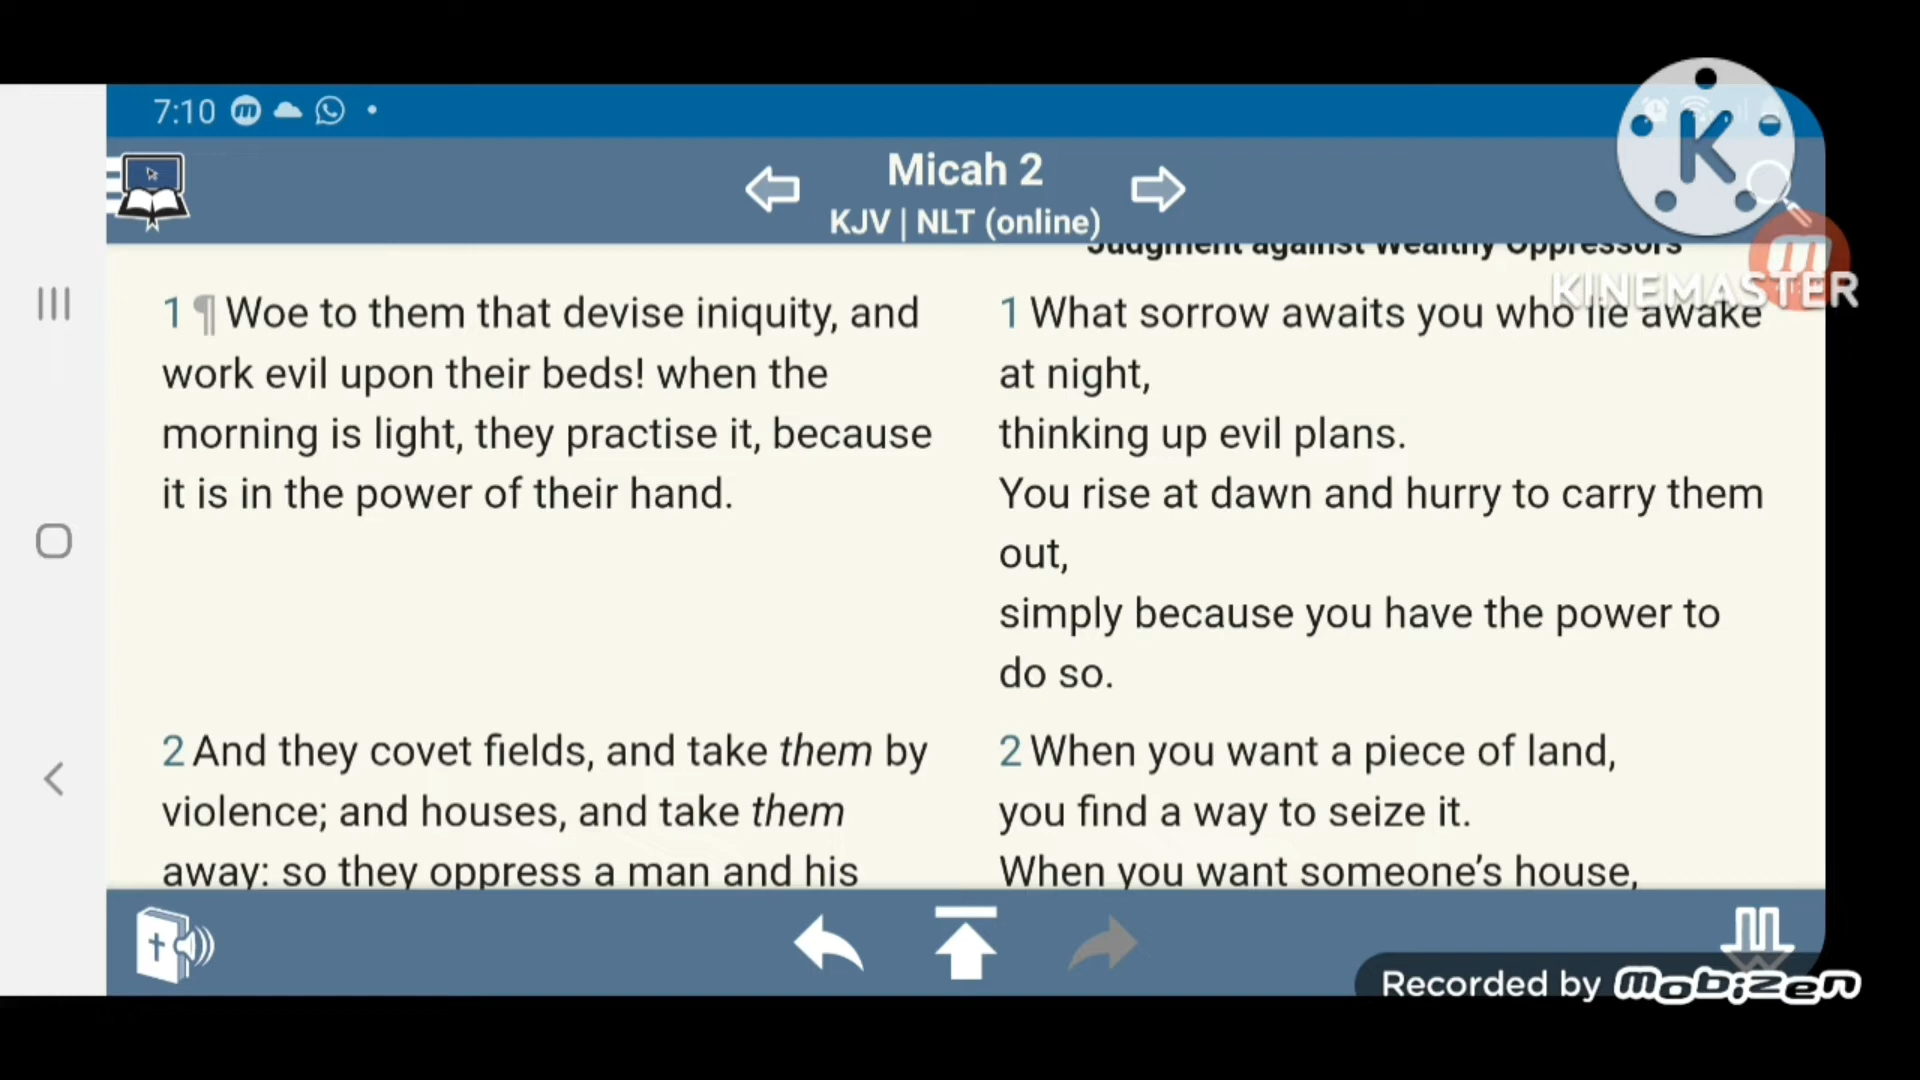 7:10
Micah 2
KJV | NLT (online)
KINEMASTER
Judgment against Wealthy Oppressors
1 ¶ Woe to them that devise iniquity, and
work evil upon their beds! when the
morning is light, they practise it, because
it is in the power of their hand.
2 And they covet fields, and take them by
violence; and houses, and take them
away: so they oppress a man and his
1 What sorrow awaits you who lie awake
at night,
thinking up evil plans.
You rise at dawn and hurry to carry them
out,
simply because you have the power to
do so.
2 When you want a piece of land,
you find a way to seize it.
When you want someone’s house,
Recorded by mobizen